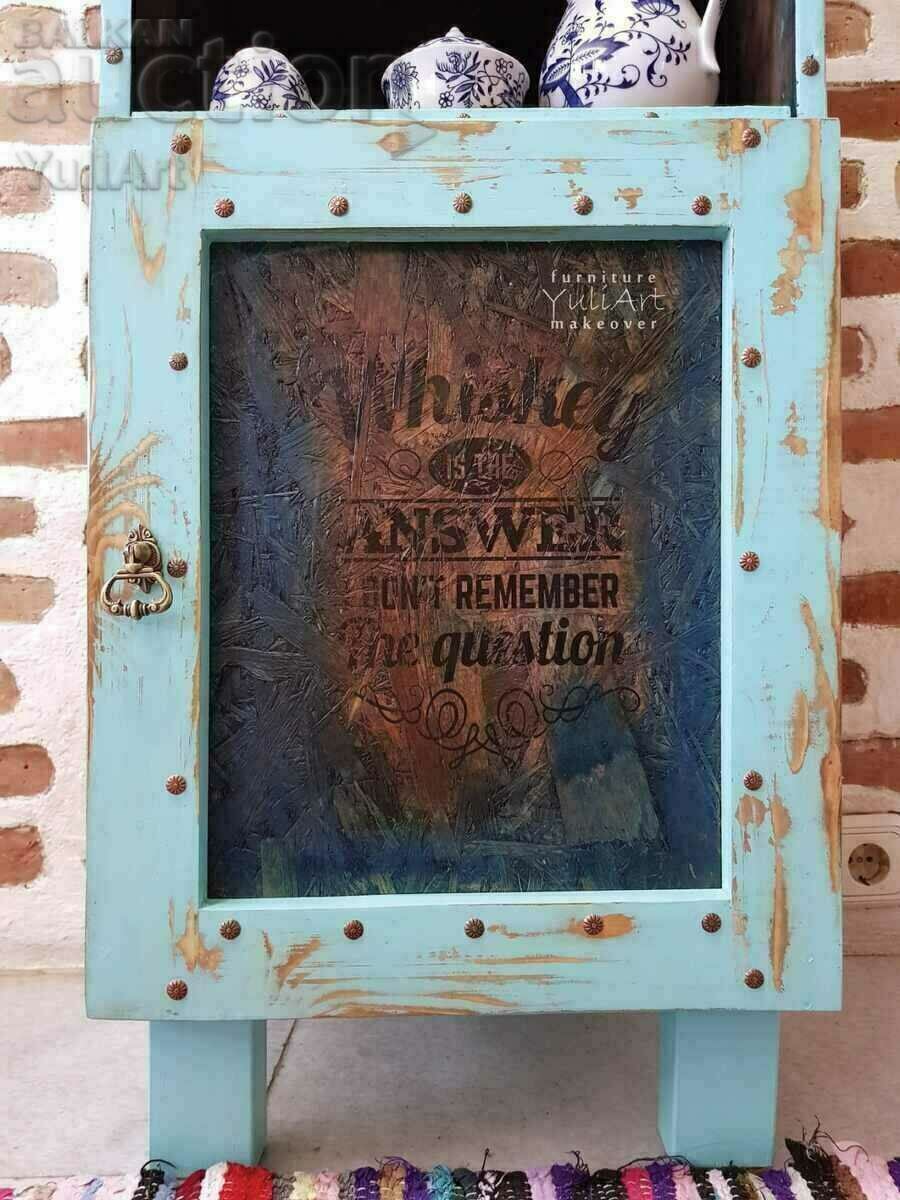 BALKAN
auction
YuliArt
furniture
YuliArt
makeover
Whiskey
IS THE
ANSWER
I DON'T REMEMBER
The question